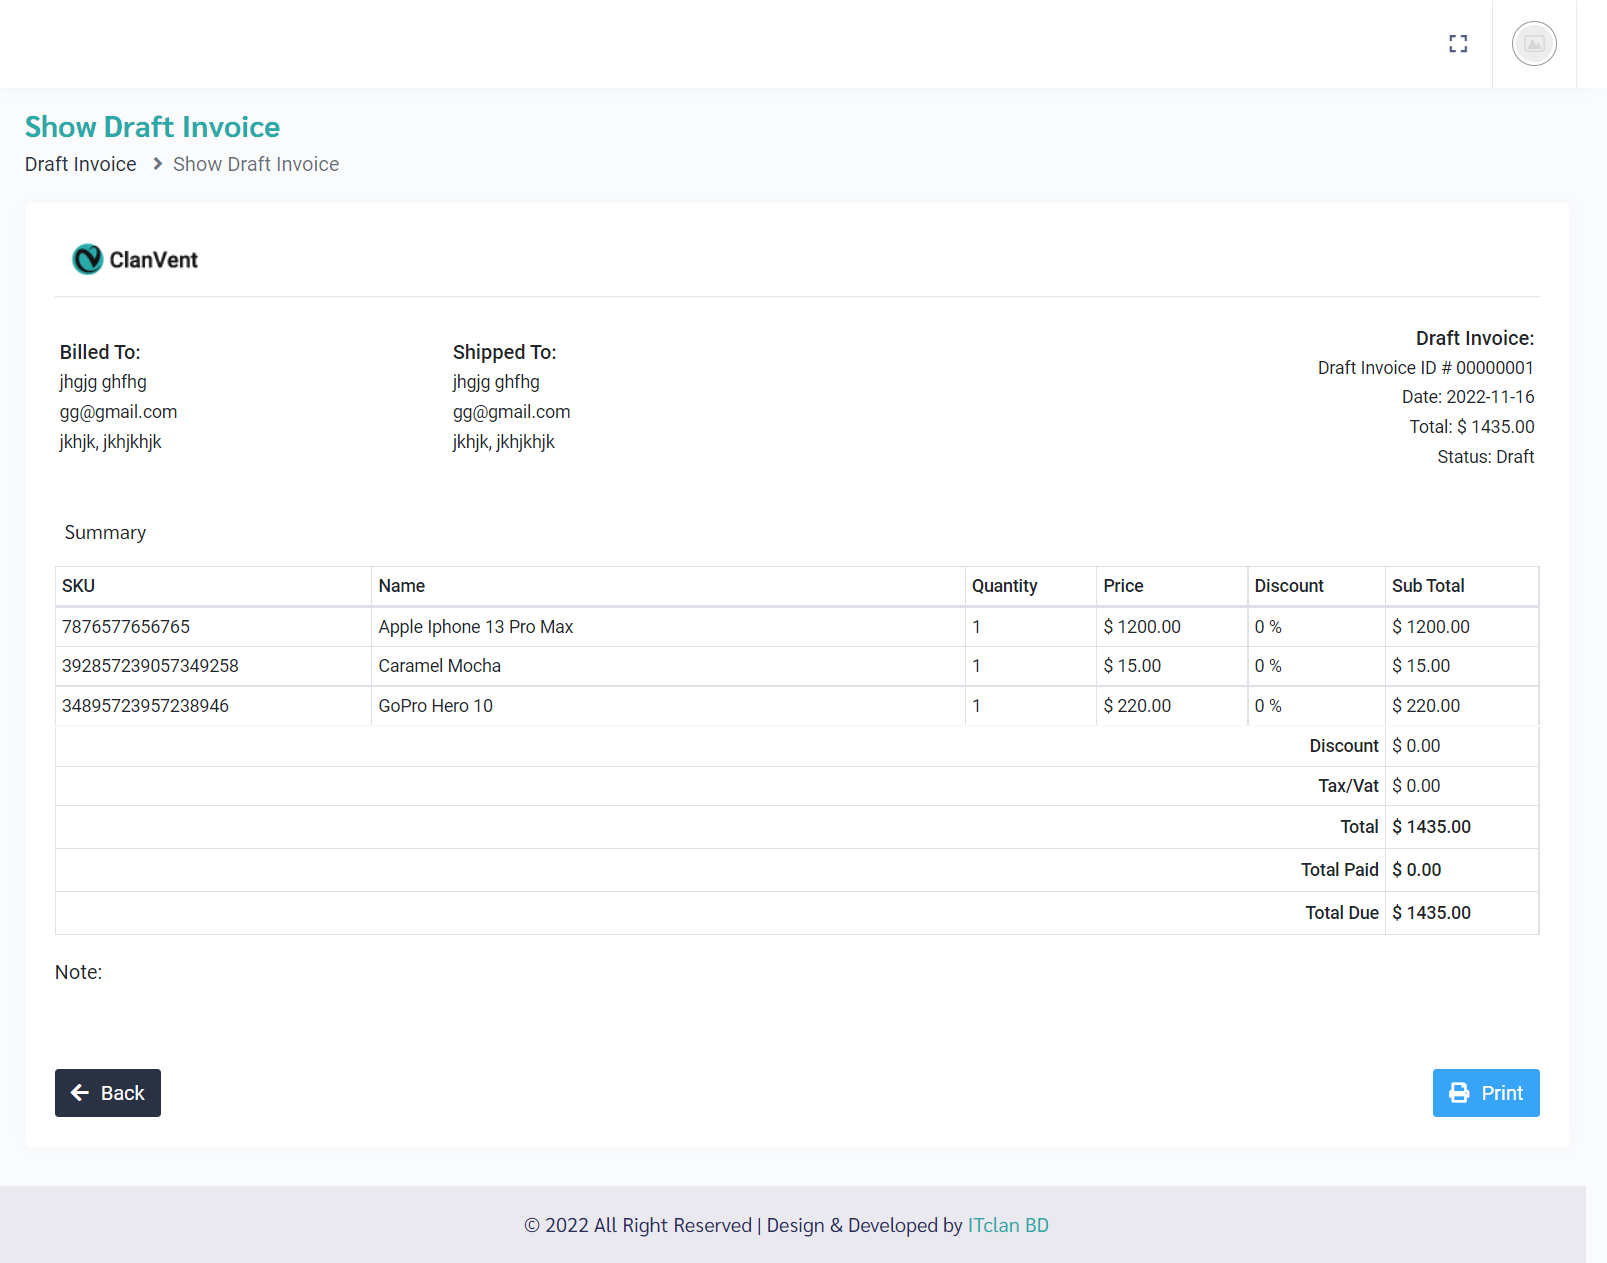 Show Draft Invoice
Draft Invoice > Show Draft Invoice
ClanVent
Billed To:
jhgjg ghfhg
gg@gmail.com
jkhjk, jkhjkhjk
Shipped To:
jhgjg ghfhg
gg@gmail.com
jkhjk, jkhjkhjk
Draft Invoice:
Draft Invoice ID # 00000001
Date: 2022-11-16
Total: $ 1435.00
Status: Draft
Summary
SKU Name Quantity Price Discount Sub Total
7876577656765 Apple Iphone 13 Pro Max 1 $ 1200.00 0 % $ 1200.00
392857239057349258 Caramel Mocha 1 $ 15.00 0 % $ 15.00
34895723957238946 GoPro Hero 10 1 $ 220.00 0 % $ 220.00
Discount $ 0.00
Tax/Vat $ 0.00
Total $ 1435.00
Total Paid $ 0.00
Total Due $ 1435.00
Note:
Back
Print
© 2022 All Right Reserved | Design & Developed by ITclan BD